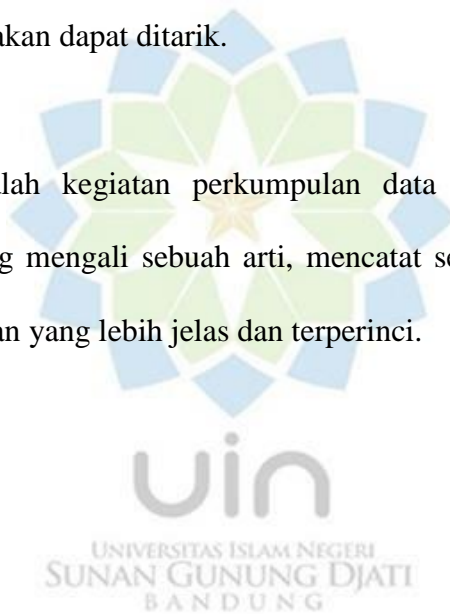 akan dapat ditarik.
lah kegiatan perkumpulan data
g mengali sebuah arti, mencatat
an yang lebih jelas dan terperinci.
uin
UNIVERSITAS ISLAM NEGERI
SUNAN GUNUNG DJATI
BANDUNG